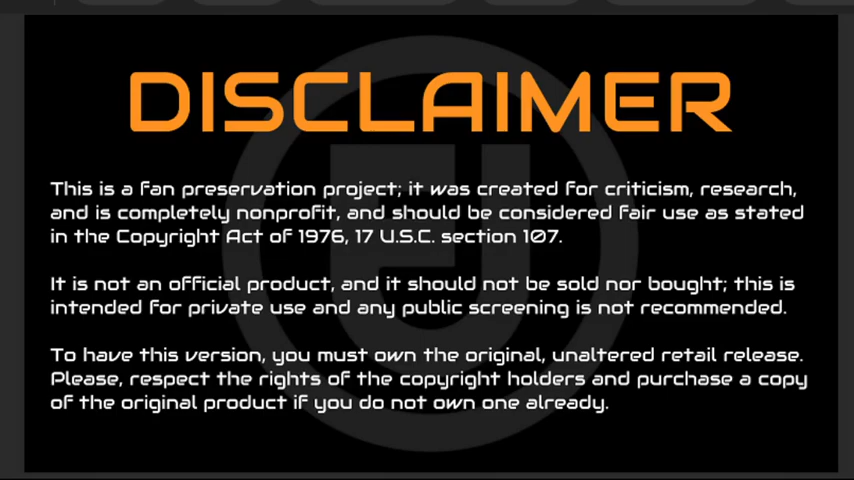 DISCLAIMER
This is a fan preservation project; it was created for criticism, research,
and is completely nonprofit, and should be considered fair use as stated
in the Copyright Act of 1976, 17 U.S.C. section 107.
It is not an official product, and it should not be sold nor bought; this is
intended for private use and any public screening is not recommended.
To have this version, you must own the original, unaltered retail release.
Please, respect the rights of the copyright holders and purchase a copy
of the original product if you do not own one already.